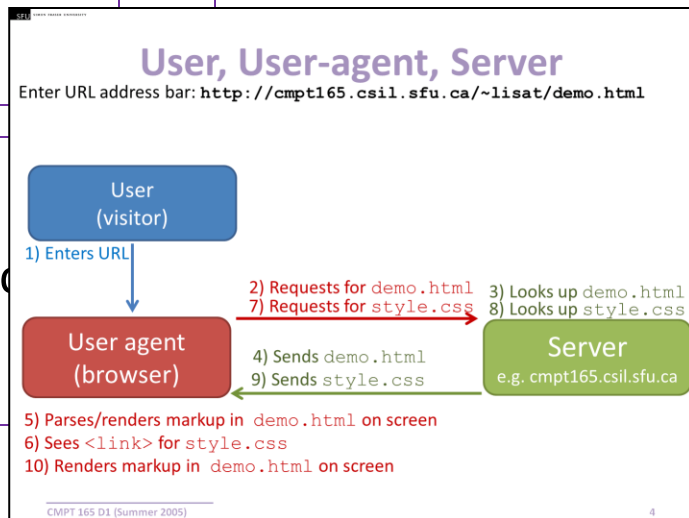 SFU SIMON FRASER UNIVERSITY
User, User-agent, Server
Enter URL address bar: http://cmpt165.csil.sfu.ca/~lisat/demo.html
User
(visitor)
1) Enters URL
2) Requests for demo.html
7) Requests for style.css
3) Looks up demo.html
8) Looks up style.css
User agent
(browser)
4) Sends demo.html
9) Sends style.css
Server
e.g. cmpt165.csil.sfu.ca
5) Parses/renders markup in demo.html on screen
6) Sees <link> for style.css
10) Renders markup in demo.html on screen
CMPT 165 D1 (Summer 2005)
4